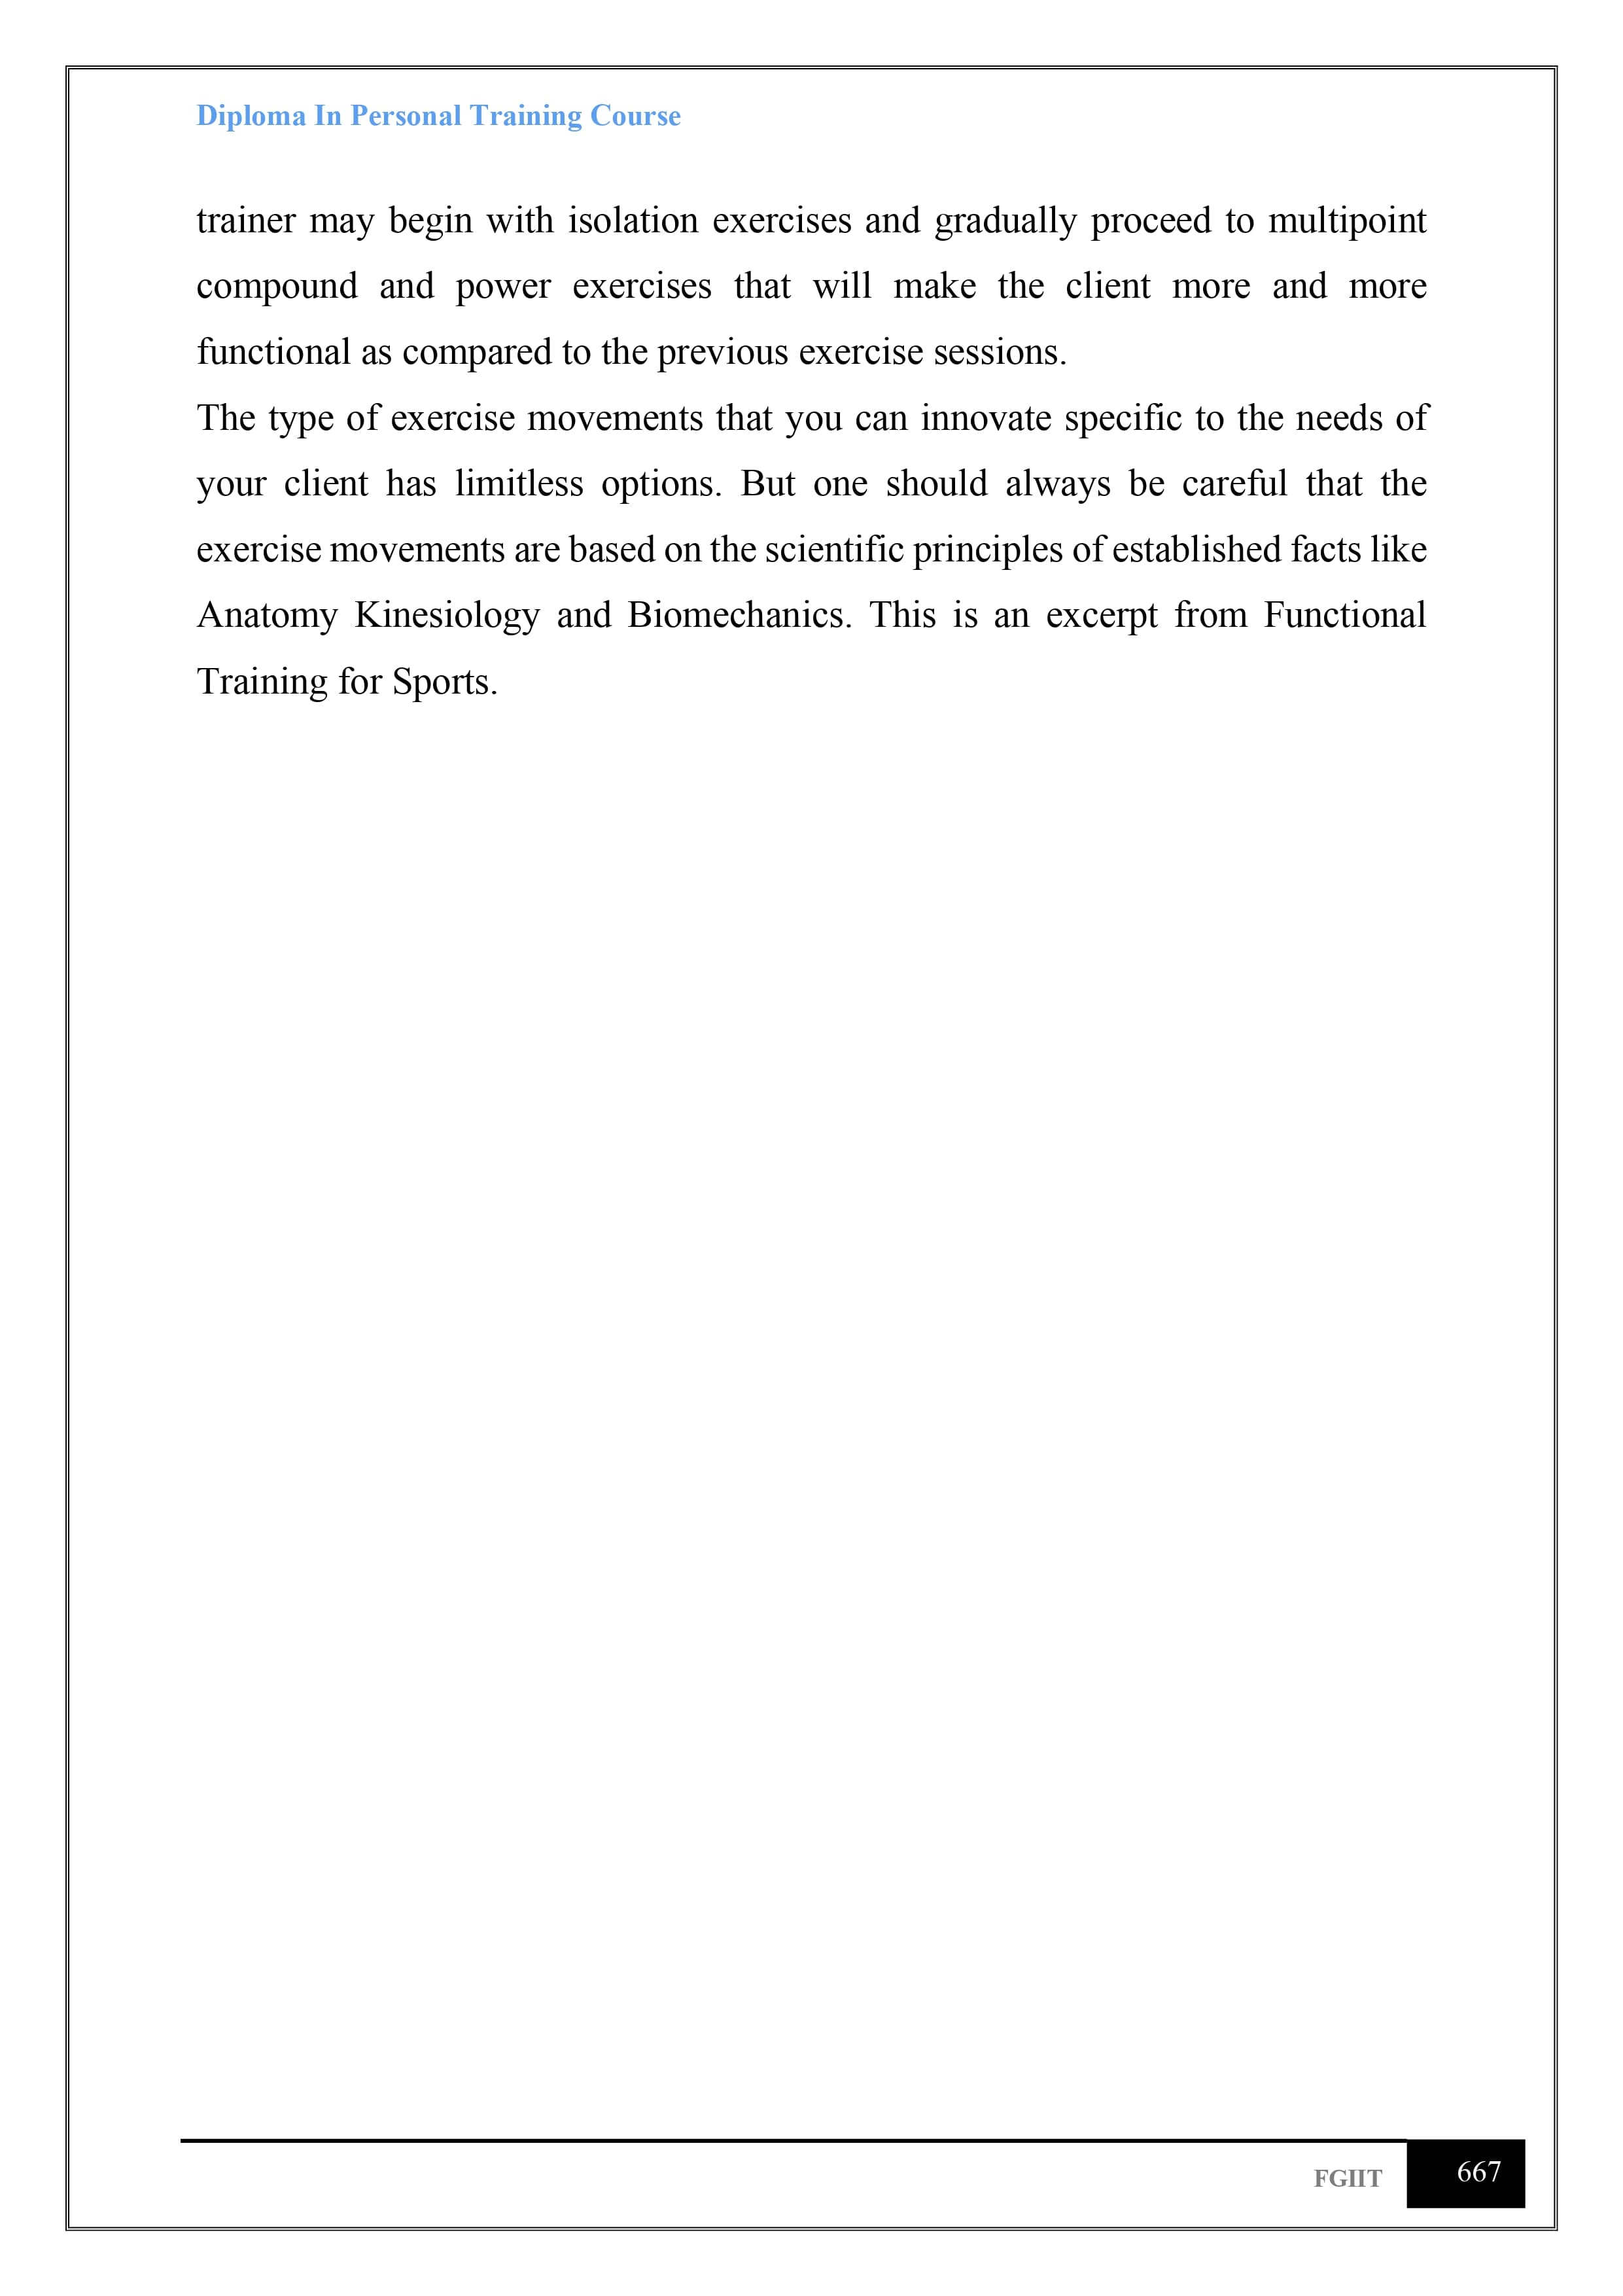 Diploma In Personal Training Course
trainer may begin with isolation exercises and gradually proceed to multipoint
compound and power exercises that will make the client more and more
functional as compared to the previous exercise sessions.
The type of exercise movements that you can innovate specific to the needs of
your client has limitless options. But one should always be careful that the
exercise movements are based on the scientific principles of established facts like
Anatomy Kinesiology and Biomechanics. This is an excerpt from Functional
Training for Sports.
FGIIT 667